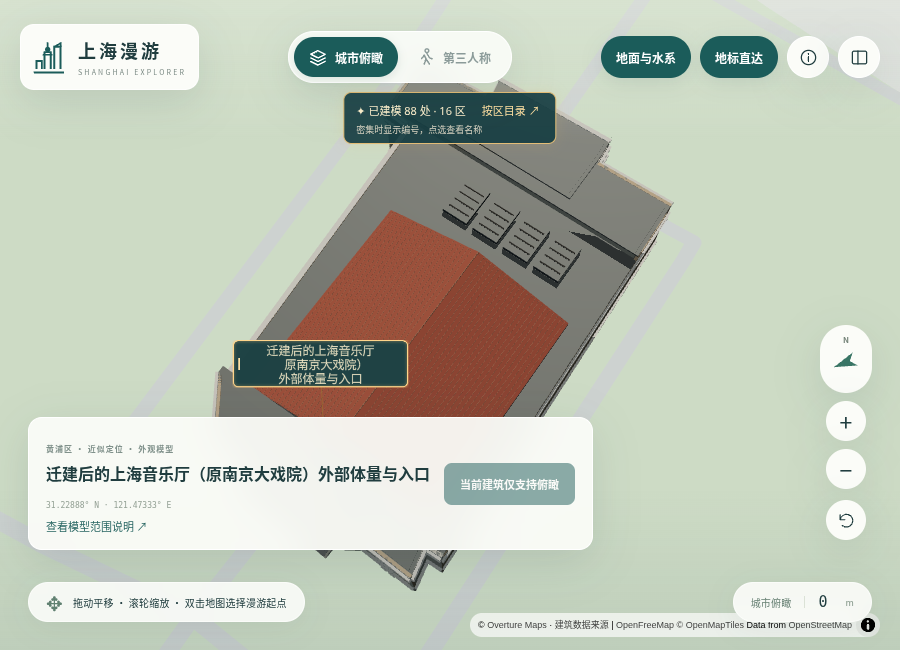 上海漫游
SHANGHAI EXPLORER
城市俯瞰
第三人称
地面与水系
地标直达
✦ 已建模 88 处 · 16 区 按区目录 ↗
密集时显示编号，点选查看名称
迁建后的上海音乐厅
原南京大戏院）
外部体量与入口
N
黄浦区 · 近似定位 · 外观模型
迁建后的上海音乐厅（原南京大戏院）外部体量与入口
当前建筑仅支持俯瞰
31.22888° N · 121.47333° E
查看模型范围说明 ↗
拖动平移 · 滚轮缩放 · 双击地图选择漫游起点
城市俯瞰 0 m
© Overture Maps · 建筑数据来源 | OpenFreeMap © OpenMapTiles Data from OpenStreetMap